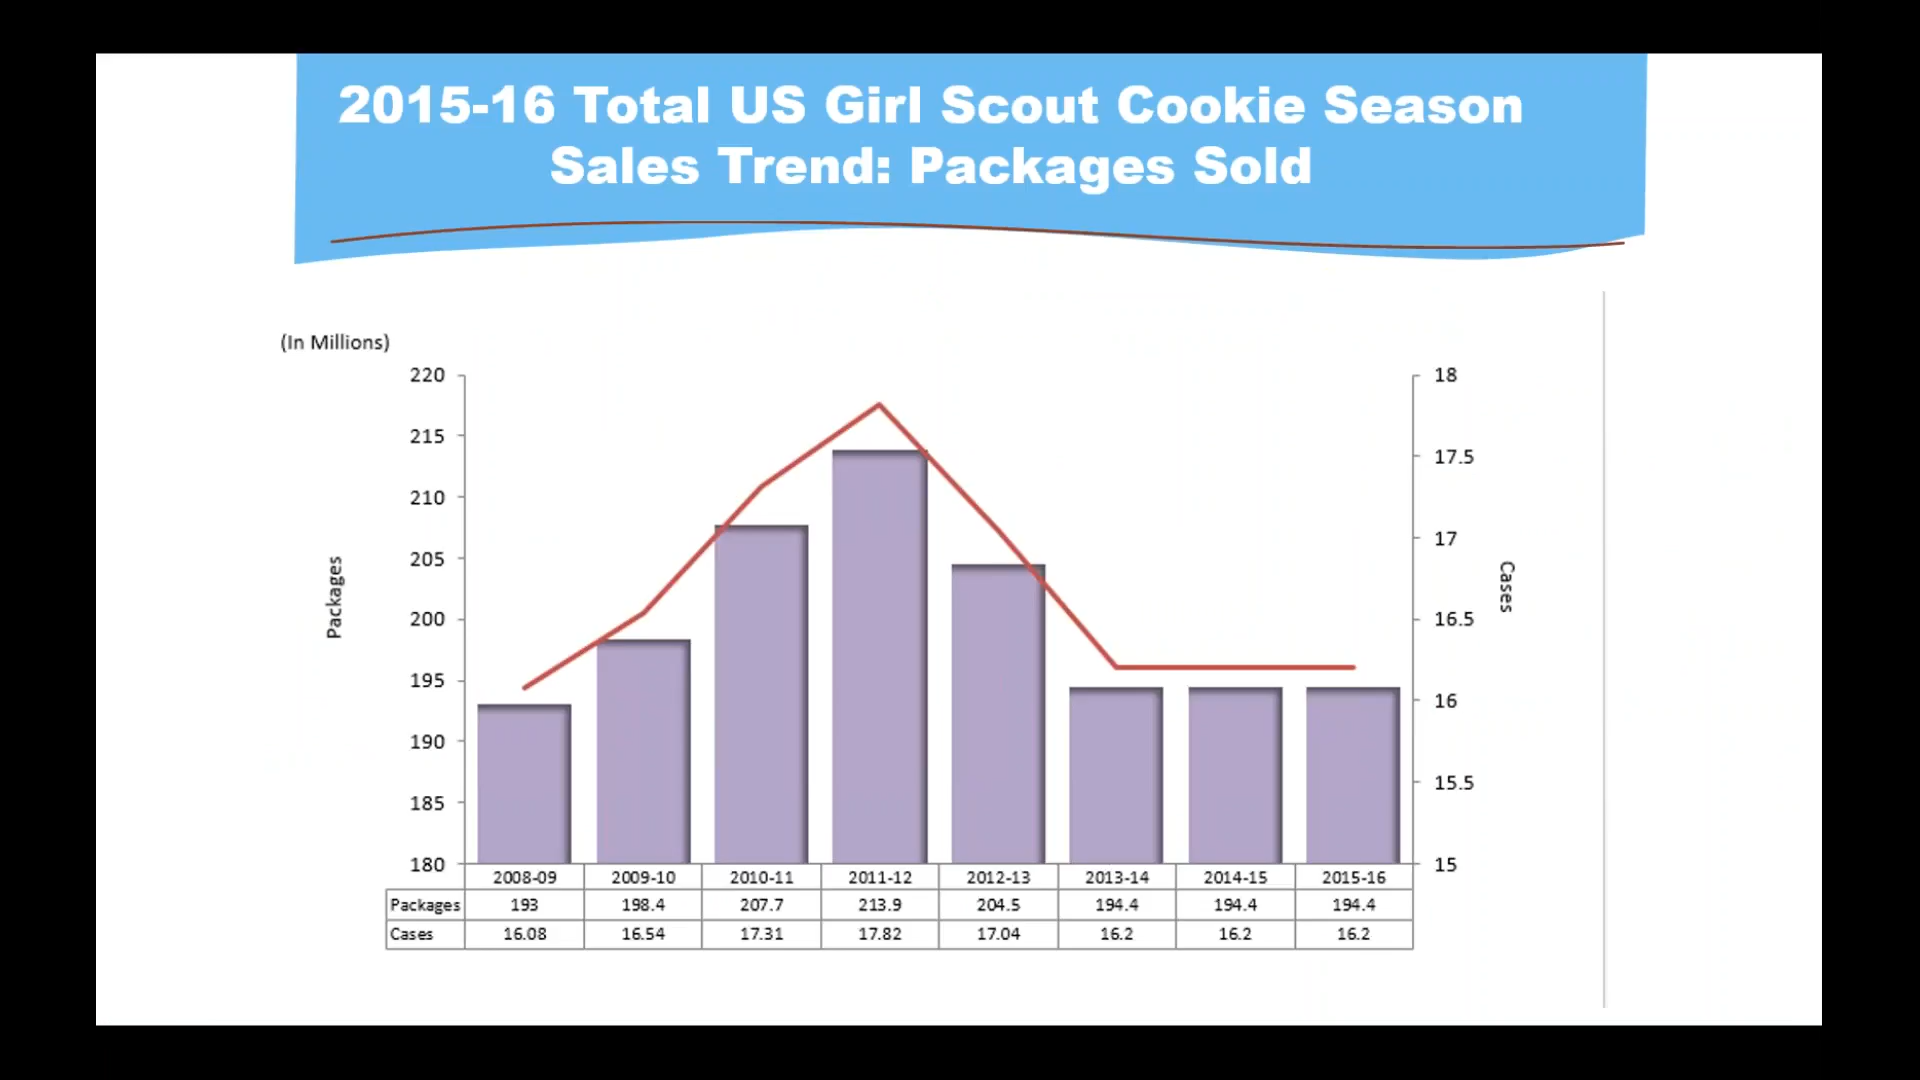 2015-16 Total US Girl Scout Cookie Season
Sales Trend: Packages Sold
(In Millions)
220
215
210
205
200
195
190
185
180
Packages
18
17.5
17
16.5
16
15.5
15
Cases
2008-09 2009-10 2010-11 2011-12 2012-13 2013-14 2014-15 2015-16
Packages 193 198.4 207.7 213.9 204.5 194.4 194.4 194.4
Cases 16.08 16.54 17.31 17.82 17.04 16.2 16.2 16.2